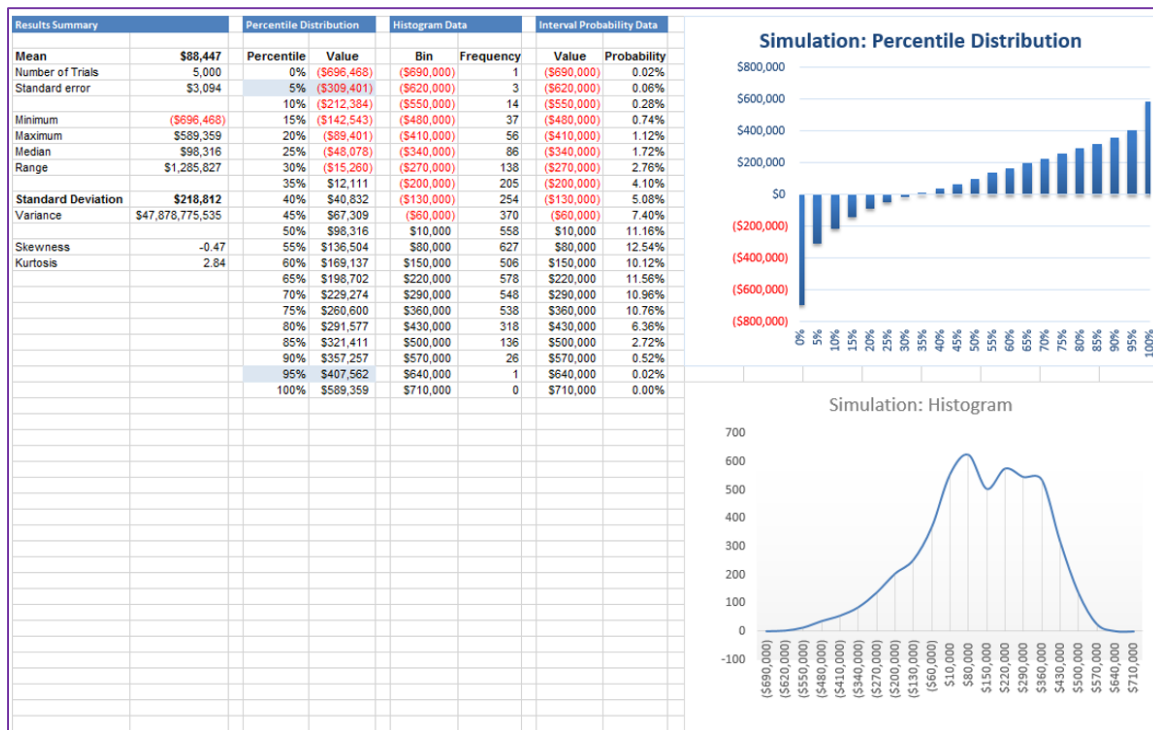 Results Summary Percentile Distribution Histogram Data Interval Probability Data
Mean $88,447 Percentile Value Bin Frequency Value Probability
Number of Trials 5,000 0% ($696,468) ($690,000) 1 ($690,000) 0.02%
Standard error $3,094 5% ($309,401) ($620,000) 3 ($620,000) 0.06%
10% ($212,384) ($550,000) 14 ($550,000) 0.28%
Minimum ($696,468) 15% ($142,543) ($480,000) 37 ($480,000) 0.74%
Maximum $589,359 20% ($89,401) ($410,000) 56 ($410,000) 1.12%
Median $98,316 25% ($48,078) ($340,000) 86 ($340,000) 1.72%
Range $1,285,827 30% ($15,260) ($270,000) 138 ($270,000) 2.76%
35% $12,111 ($200,000) 205 ($200,000) 4.10%
Standard Deviation $218,812 40% $40,832 ($130,000) 254 ($130,000) 5.08%
Variance $47,878,775,535 45% $67,309 ($60,000) 370 ($60,000) 7.40%
50% $98,316 $10,000 558 $10,000 11.16%
Skewness -0.47 55% $136,504 $80,000 627 $80,000 12.54%
Kurtosis 2.84 60% $169,137 $150,000 506 $150,000 10.12%
65% $198,702 $220,000 578 $220,000 11.56%
70% $229,274 $290,000 548 $290,000 10.96%
75% $260,600 $360,000 538 $360,000 10.76%
80% $291,577 $430,000 318 $430,000 6.36%
85% $321,411 $500,000 136 $500,000 2.72%
90% $357,257 $570,000 26 $570,000 0.52%
95% $407,562 $640,000 1 $640,000 0.02%
100% $589,359 $710,000 0 $710,000 0.00%
Simulation: Percentile Distribution
$800,000
$600,000
$400,000
$200,000
$0
($200,000)
($400,000)
($600,000)
($800,000)
0% 5% 10% 15% 20% 25% 30% 35% 40% 45% 50% 55% 60% 65% 70% 75% 80% 85% 90% 95% 100%
Simulation: Histogram
700
600
500
400
300
200
100
0
-100
($690,000) ($620,000) ($550,000) ($480,000) ($410,000) ($340,000) ($270,000) ($200,000) ($130,000) ($60,000) $10,000 $80,000 $150,000 $220,000 $290,000 $360,000 $430,000 $500,000 $570,000 $640,000 $710,000